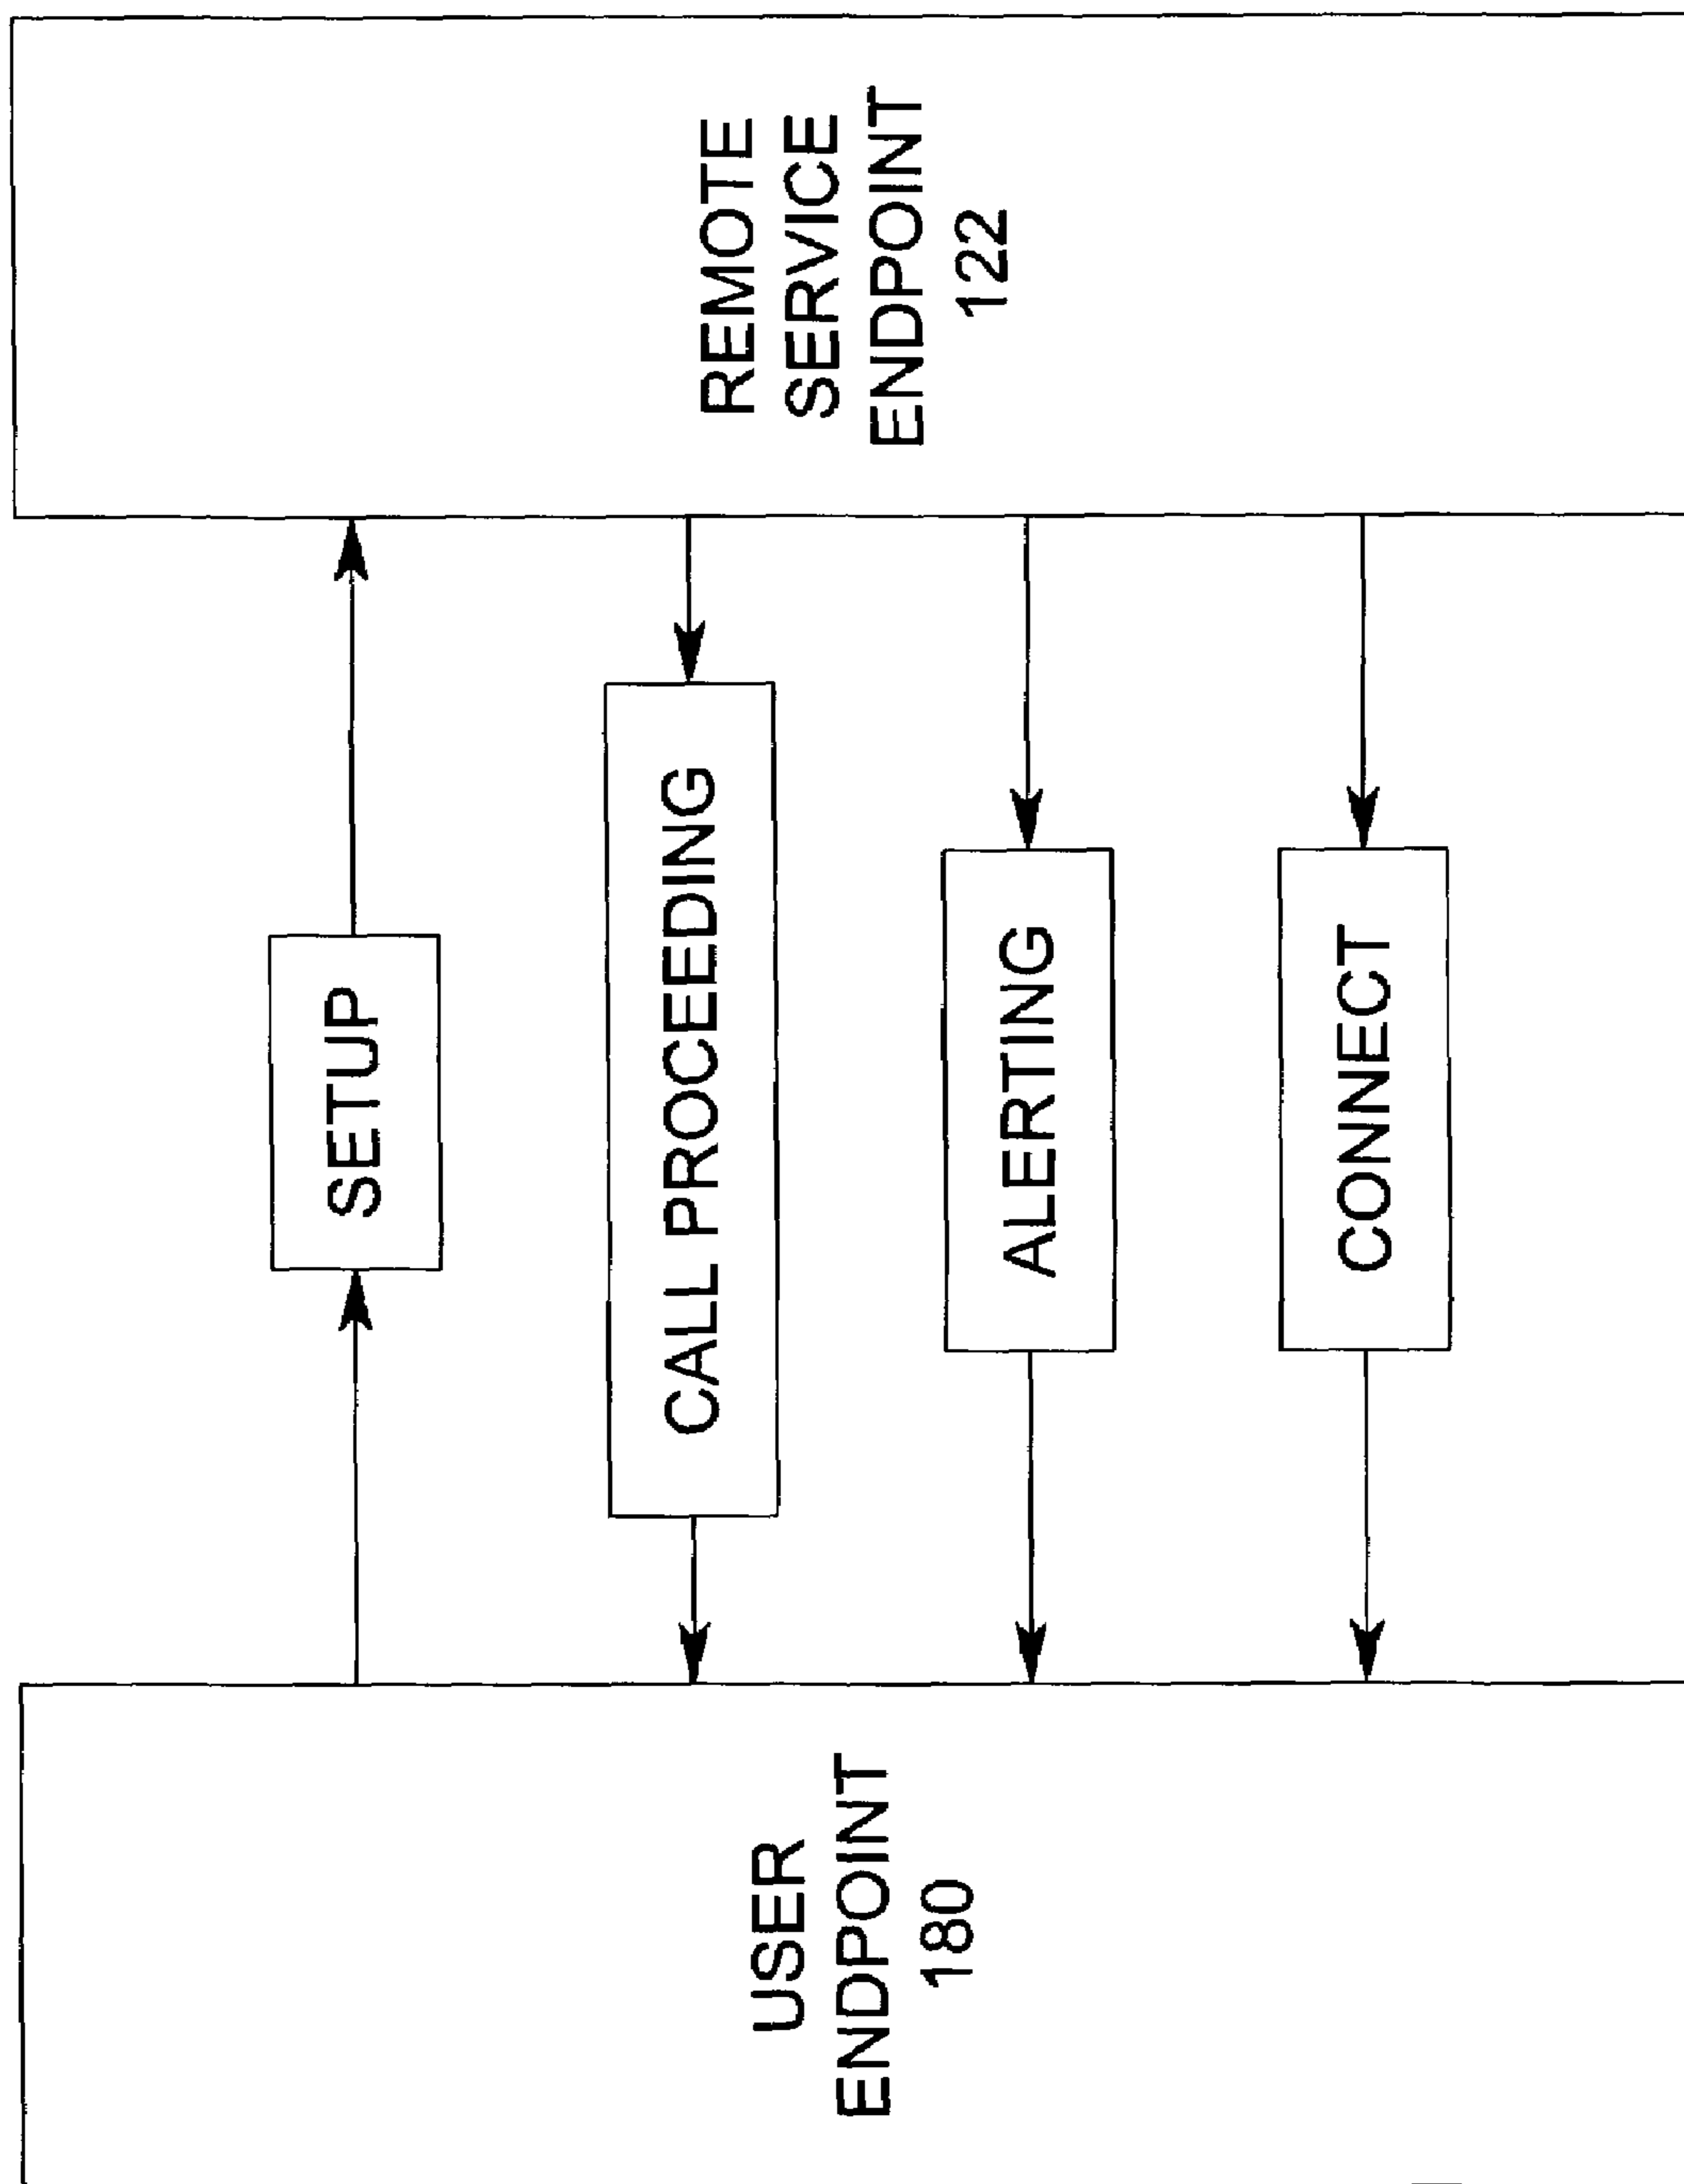 USER
ENDPOINT
180
SETUP
CALL PROCEEDING
ALERTING
CONNECT
REMOTE
SERVICE
ENDPOINT
122